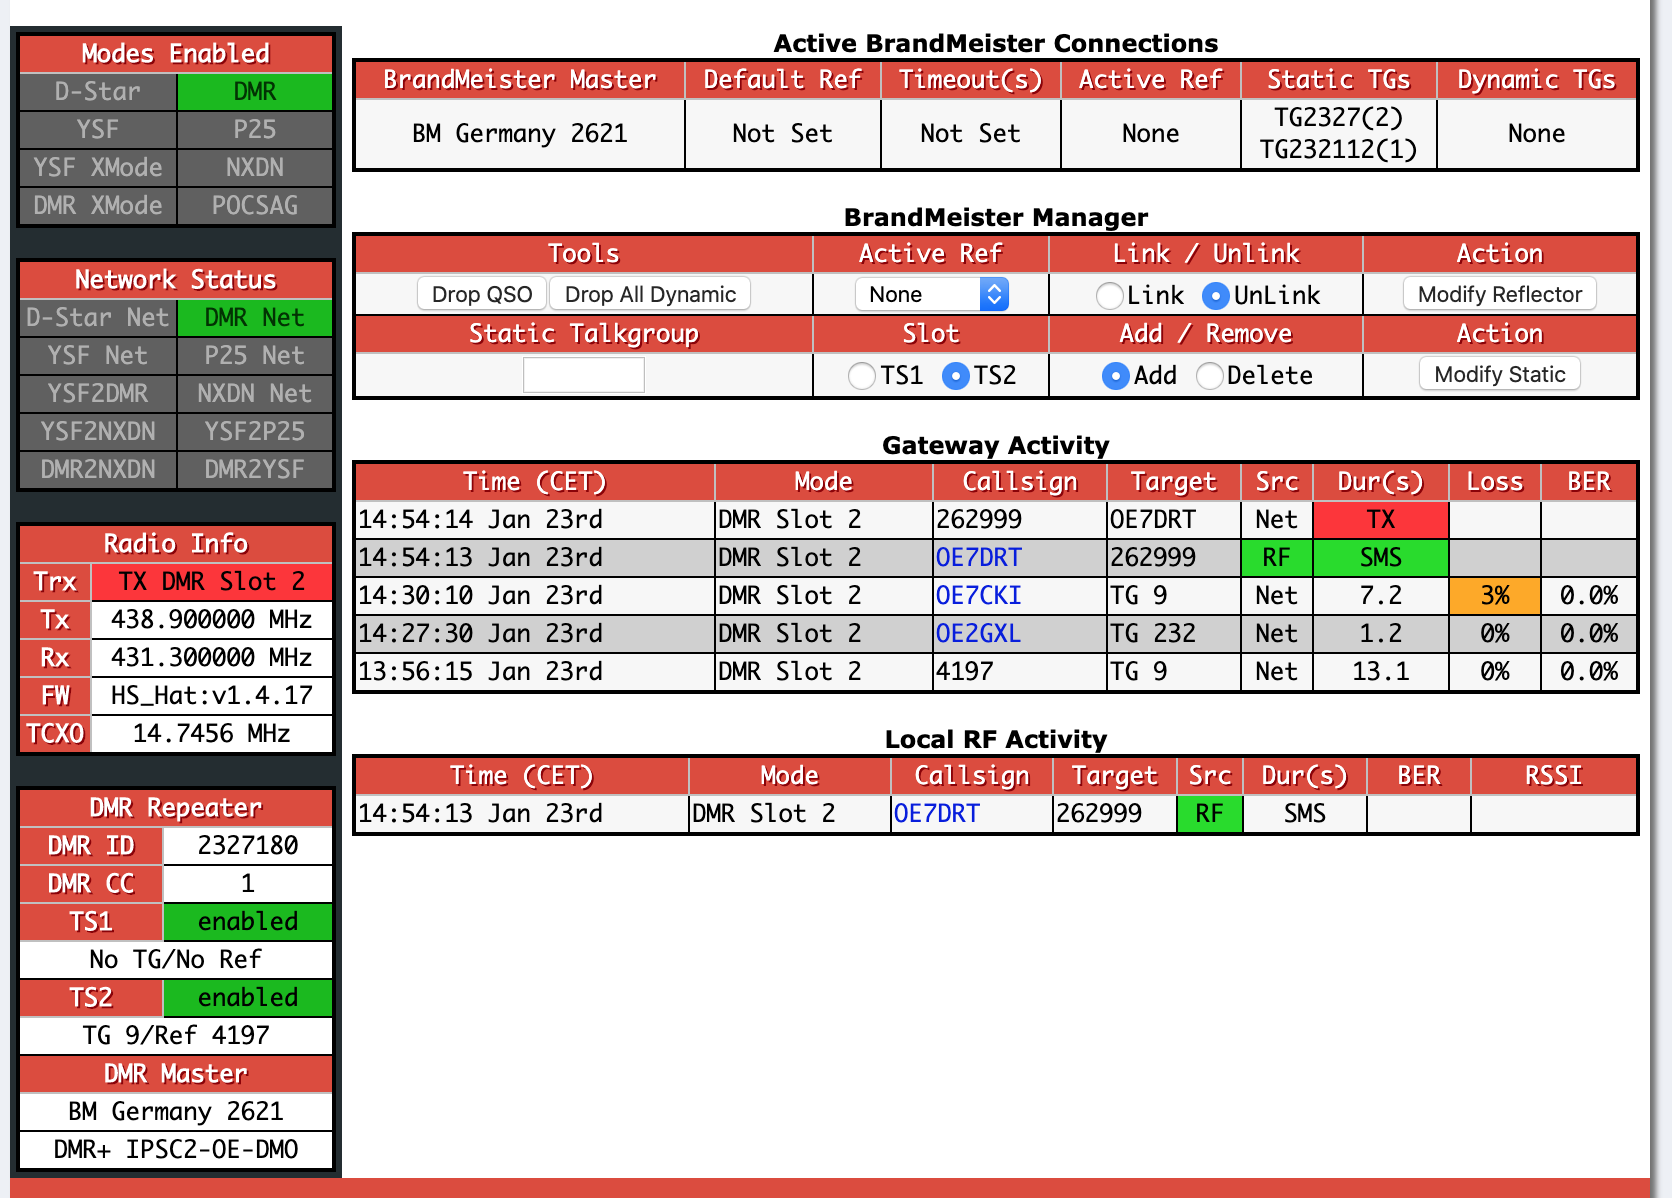 Modes Enabled
D-Star DMR
YSF P25
YSF XMode NXDN
DMR XMode POCSAG
Network Status
D-Star Net DMR Net
YSF Net P25 Net
YSF2DMR NXDN Net
YSF2NXDN YSF2P25
DMR2NXDN DMR2YSF
Radio Info
Trx TX DMR Slot 2
Tx 438.900000 MHz
Rx 431.300000 MHz
FW HS_Hat:v1.4.17
TCXO 14.7456 MHz
DMR Repeater
DMR ID 2327180
DMR CC 1
TS1 enabled
No TG/No Ref
TS2 enabled
TG 9/Ref 4197
DMR Master
BM Germany 2621
DMR+ IPSC2-OE-DMO
Active BrandMeister Connections
BrandMeister Master Default Ref Timeout(s) Active Ref Static TGs Dynamic TGs
BM Germany 2621 Not Set Not Set None TG2327(2) None
TG232112(1)
BrandMeister Manager
Tools Active Ref Link / Unlink Action
Drop QSO Drop All Dynamic None Link UnLink Modify Reflector
Static Talkgroup Slot Add / Remove Action
TS1 TS2 Add Delete Modify Static
Gateway Activity
Time (CET) Mode Callsign Target Src Dur(s) Loss BER
14:54:14 Jan 23rd DMR Slot 2 262999 OE7DRT Net TX
14:54:13 Jan 23rd DMR Slot 2 OE7DRT 262999 RF SMS
14:30:10 Jan 23rd DMR Slot 2 OE7CKI TG 9 Net 7.2 3% 0.0%
14:27:30 Jan 23rd DMR Slot 2 OE2GXL TG 232 Net 1.2 0% 0.0%
13:56:15 Jan 23rd DMR Slot 2 4197 TG 9 Net 13.1 0% 0.0%
Local RF Activity
Time (CET) Mode Callsign Target Src Dur(s) BER RSSI
14:54:13 Jan 23rd DMR Slot 2 OE7DRT 262999 RF SMS